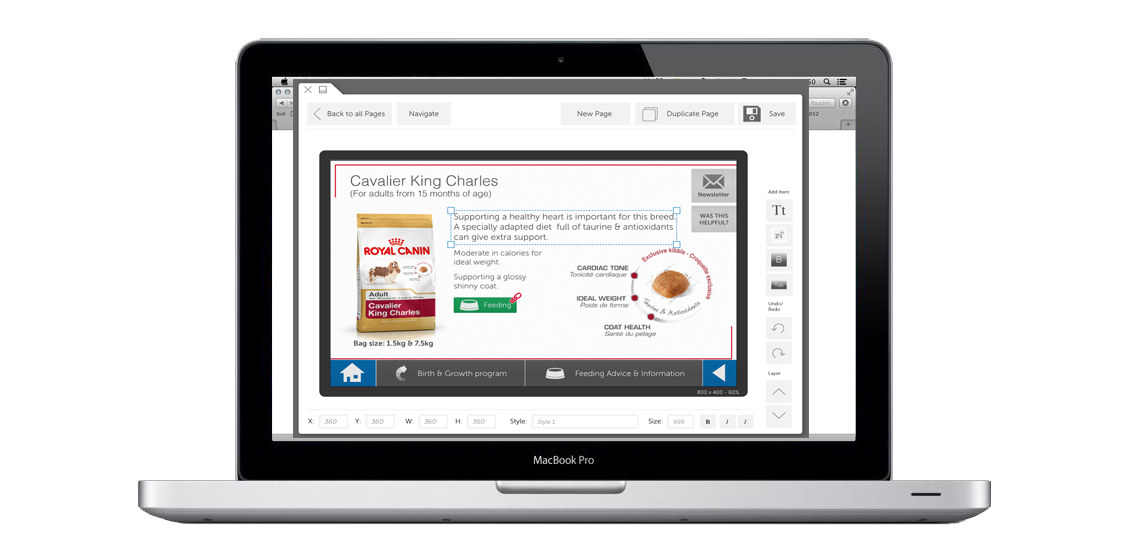 50
Reader
2012
Back to all Pages
Navigate
New Page
Duplicate Page
Save
Cavalier King Charles
(For adults from 15 months of age)
Newsletter
WAS THIS
HELPFUL?
Supporting a healthy heart is important for this breed.
A specially adapted diet full of taurine & antioxidants
can give extra support.
Moderate in calories for
ideal weight.
Supporting a glossy
shinny coat.
Feeding
ROYAL CANIN
Adult
Cavalier
King Charles
Bag size: 1.5kg & 7.5kg
Exclusive kibble - Croquette exclusive
CARDIAC TONE
Tonicité cardiaque
IDEAL WEIGHT
Poids de forme
Taurine & Antioxidants
COAT HEALTH
Santé du pelage
Birth & Growth program
Feeding Advice & Information
800 x 400 - 60%
Add item
Tt
B
Undo/
Redo
Layer
X: 360 Y: 360 W: 360 H: 360 Style: Style 1 Size: 999 B I I
MacBook Pro